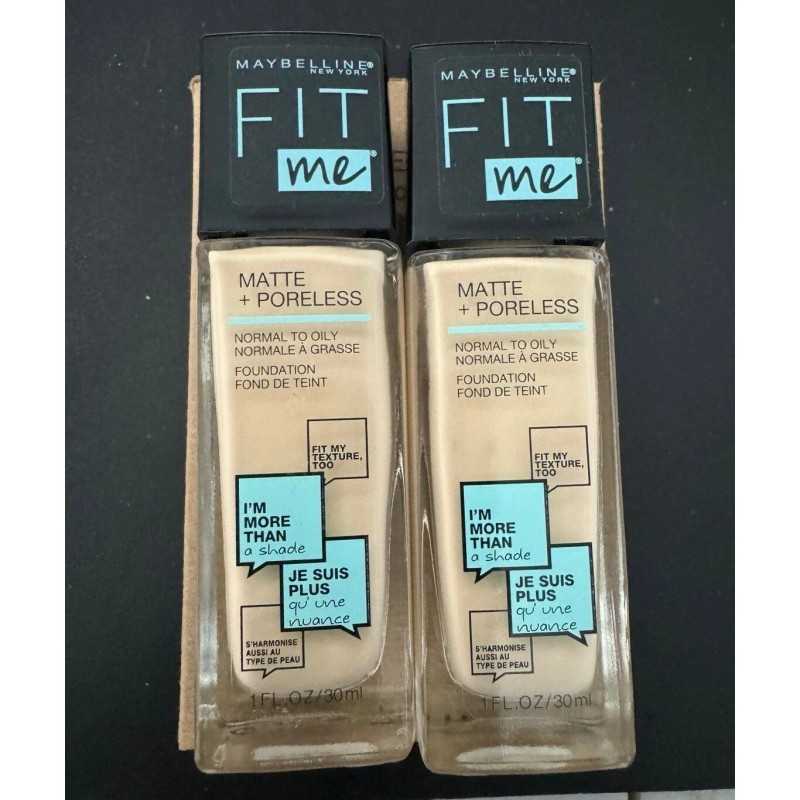 MAYBELLINE®
NEW YORK
FIT
me®
MATTE
+ PORELESS
NORMAL TO OILY
NORMALE À GRASSE
FOUNDATION
FOND DE TEINT
FIT MY
TEXTURE,
TOO
I'M
MORE
THAN
a shade
JE SUIS
PLUS
qu'une
nuance
S'HARMONISE
AUSSI AU
TYPE DE PEAU
1 FL.OZ/30ml
MAYBELLINE®
NEW YORK
FIT
me®
MATTE
+ PORELESS
NORMAL TO OILY
NORMALE À GRASSE
FOUNDATION
FOND DE TEINT
FIT MY
TEXTURE,
TOO
I'M
MORE
THAN
a shade
JE SUIS
PLUS
qu'une
nuance
S'HARMONISE
AUSSI AU
TYPE DE PEAU
1 FL.OZ/30ml